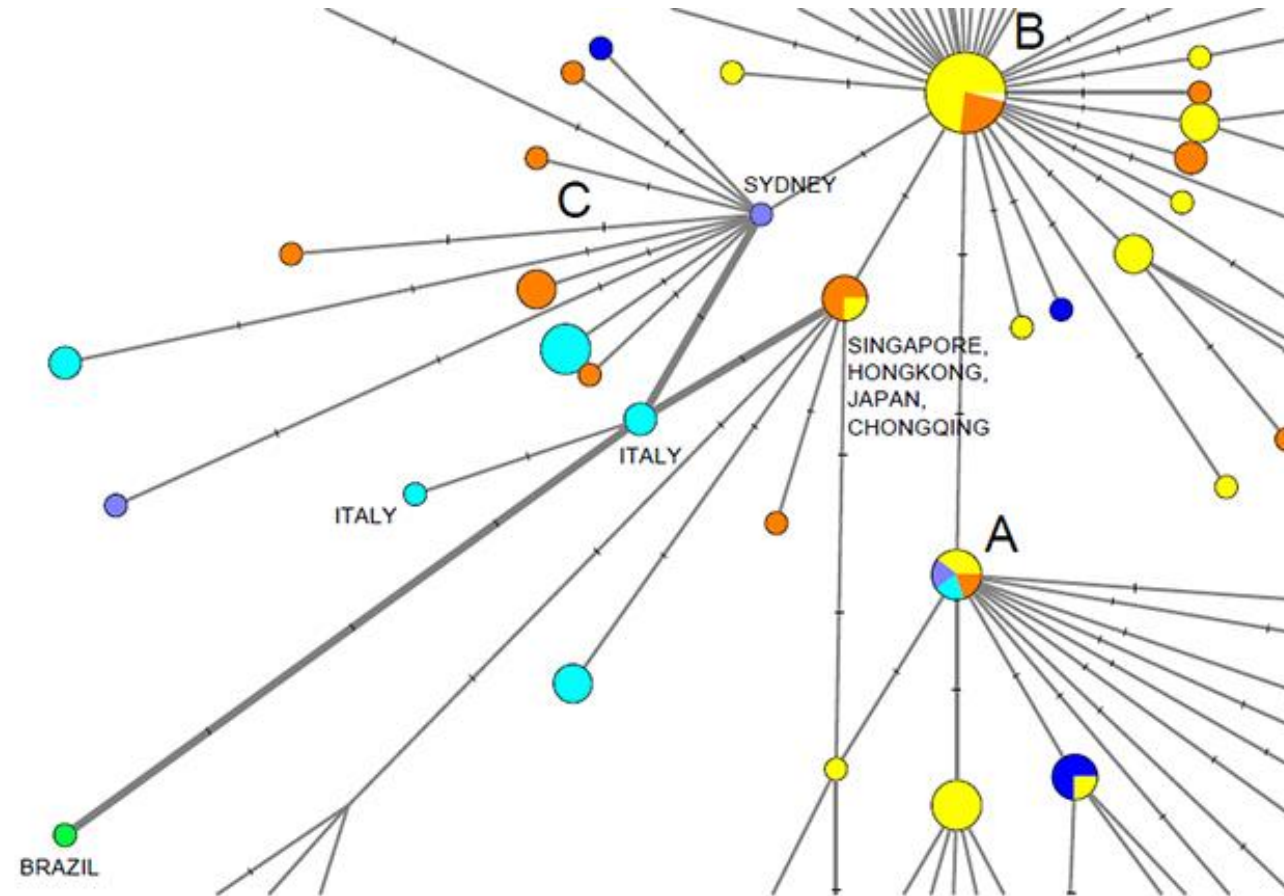 B
SYDNEY
C
SINGAPORE,
HONGKONG,
JAPAN,
CHONGQING
ITALY
ITALY
A
BRAZIL